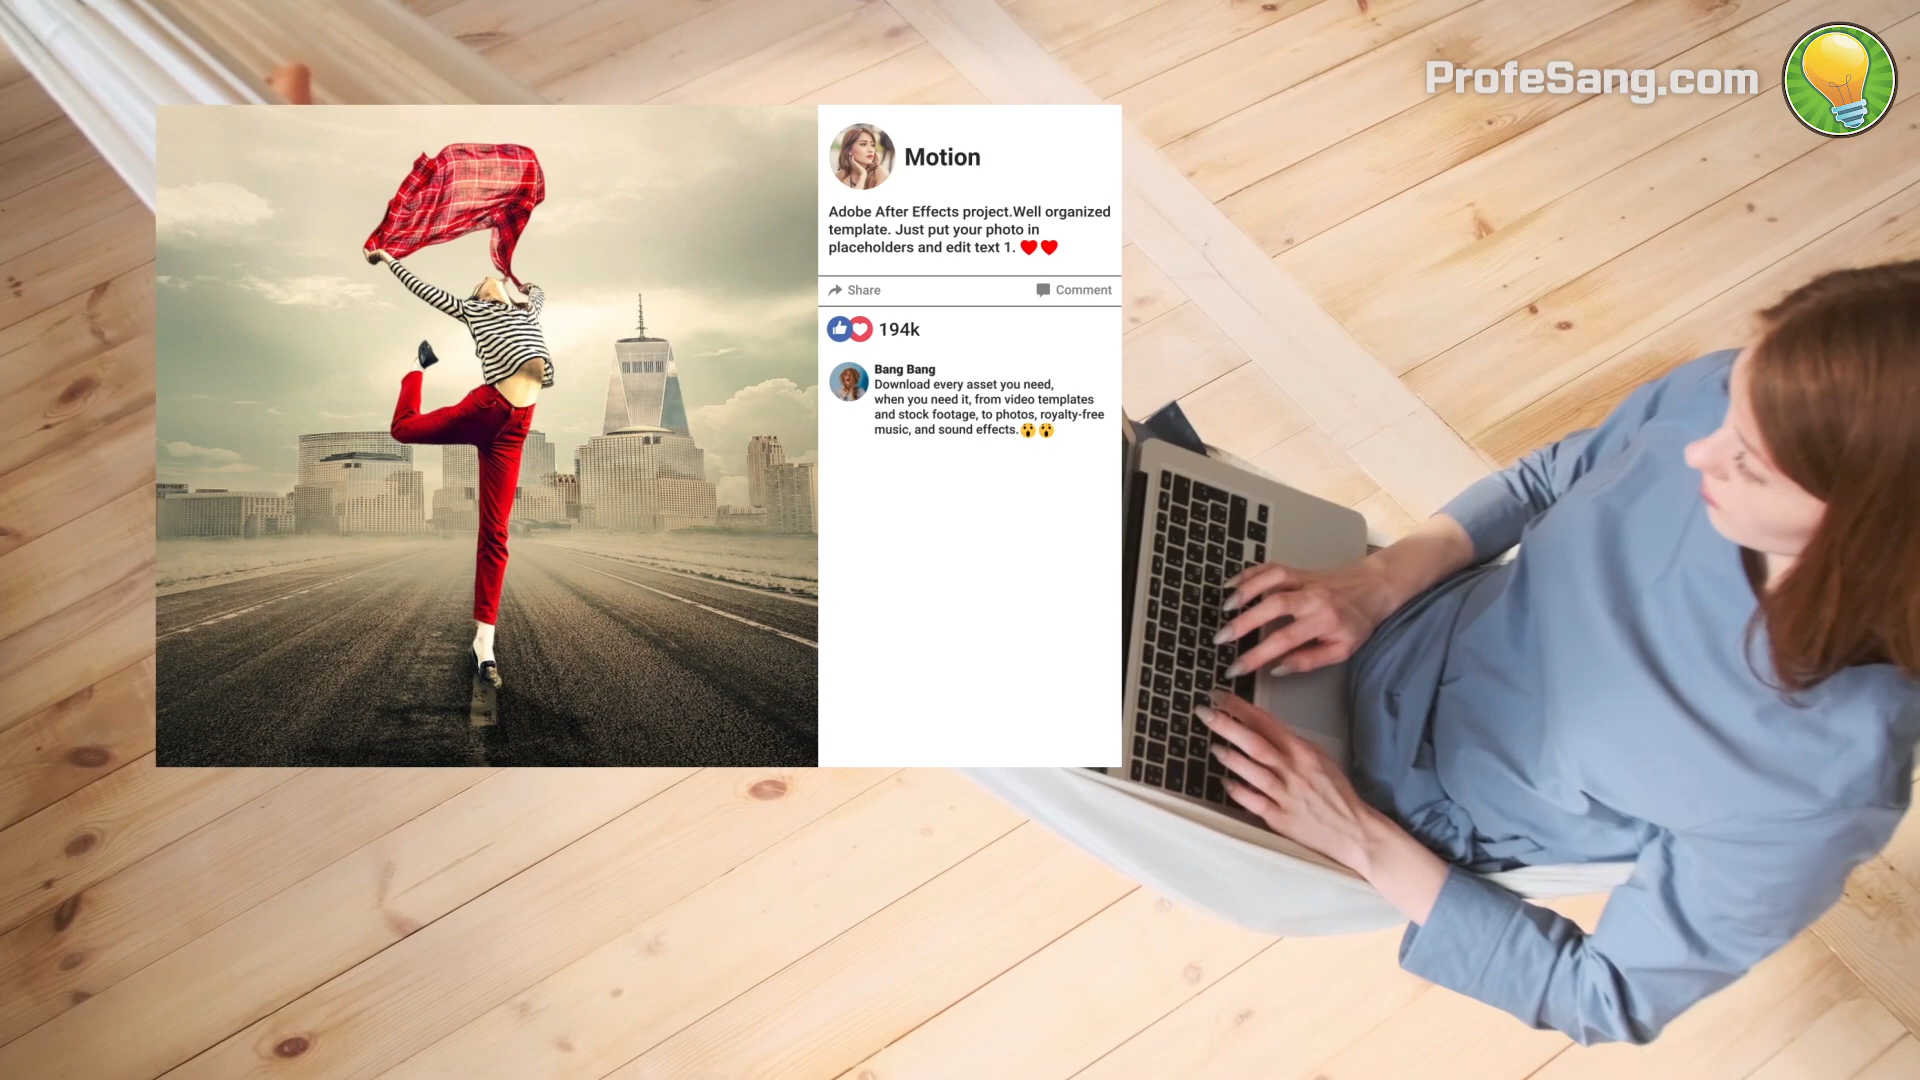 ProfeSang.com
Motion
Adobe After Effects project.Well organized
template. Just put your photo in
placeholders and edit text 1. ❤❤
Share
Comment
194k
Bang Bang
Download every asset you need,
when you need it, from video templates
and stock footage, to photos, royalty-free
music, and sound effects.😮😮